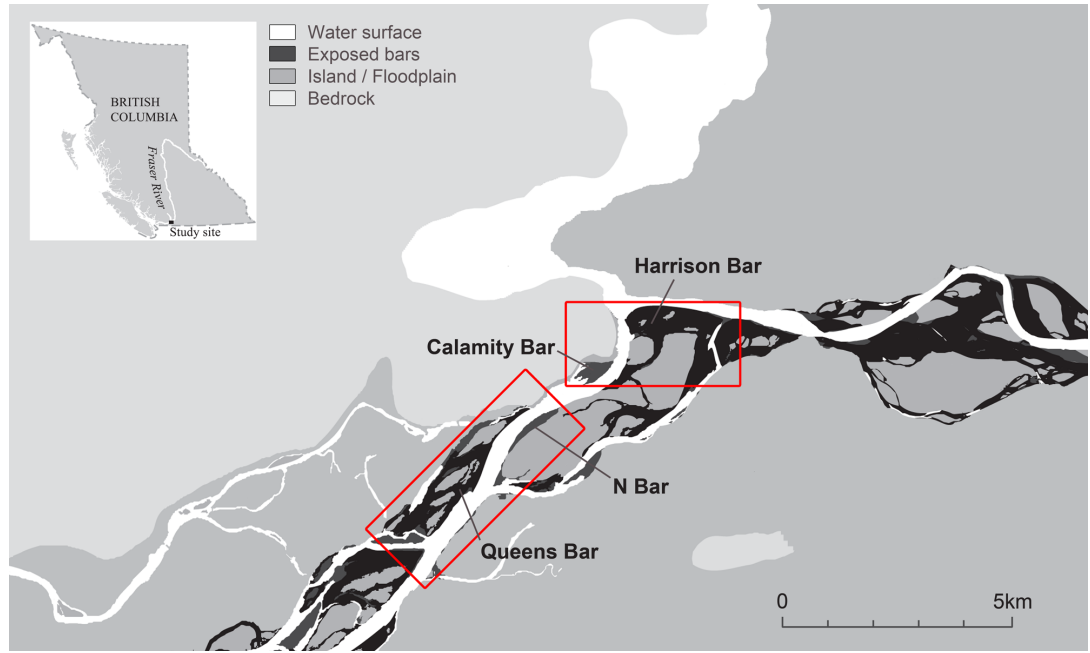 Water surface
Exposed bars
Island / Floodplain
Bedrock
BRITISH
COLUMBIA
Fraser River
Study site
Harrison Bar
Calamity Bar
N Bar
Queens Bar
0
5km